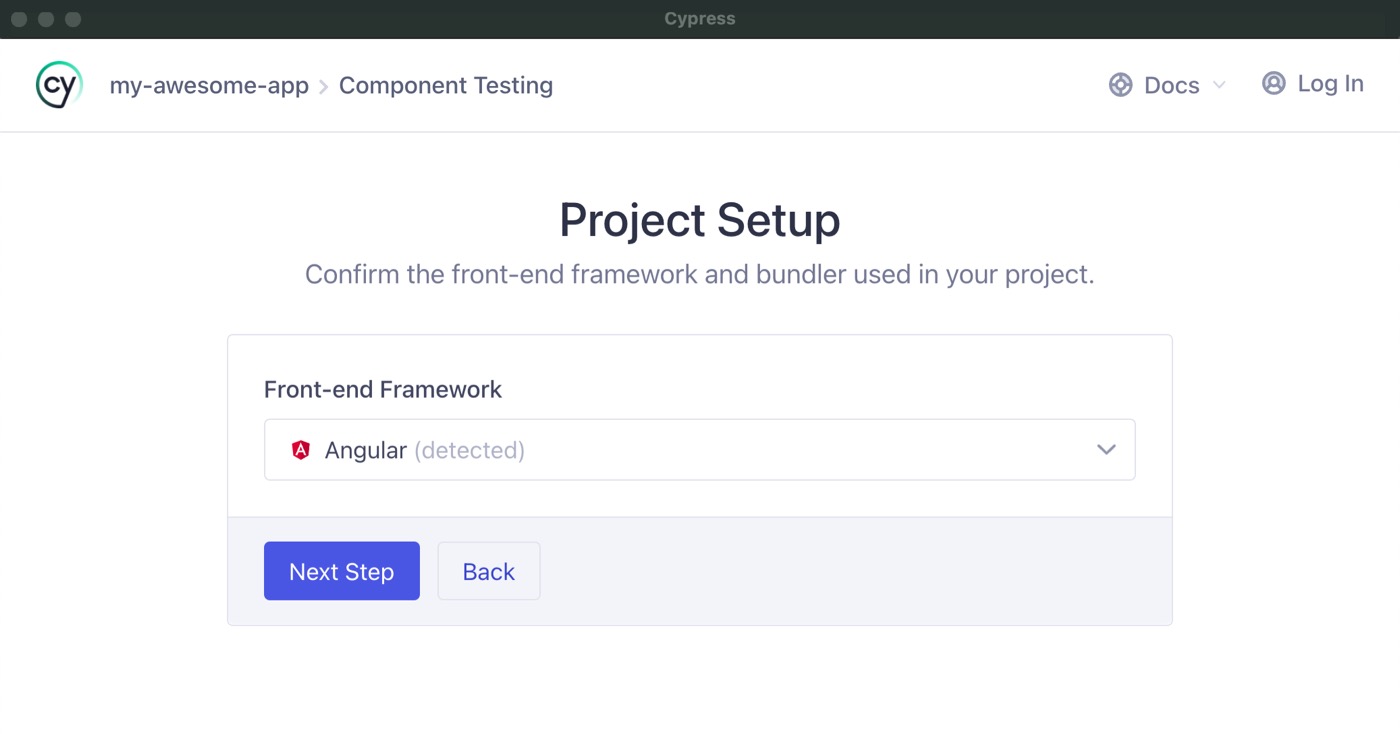 Cypress
cy my-awesome-app Component Testing Docs Log In
Project Setup
Confirm the front-end framework and bundler used in your project.
Front-end Framework
Angular (detected)
Next Step Back